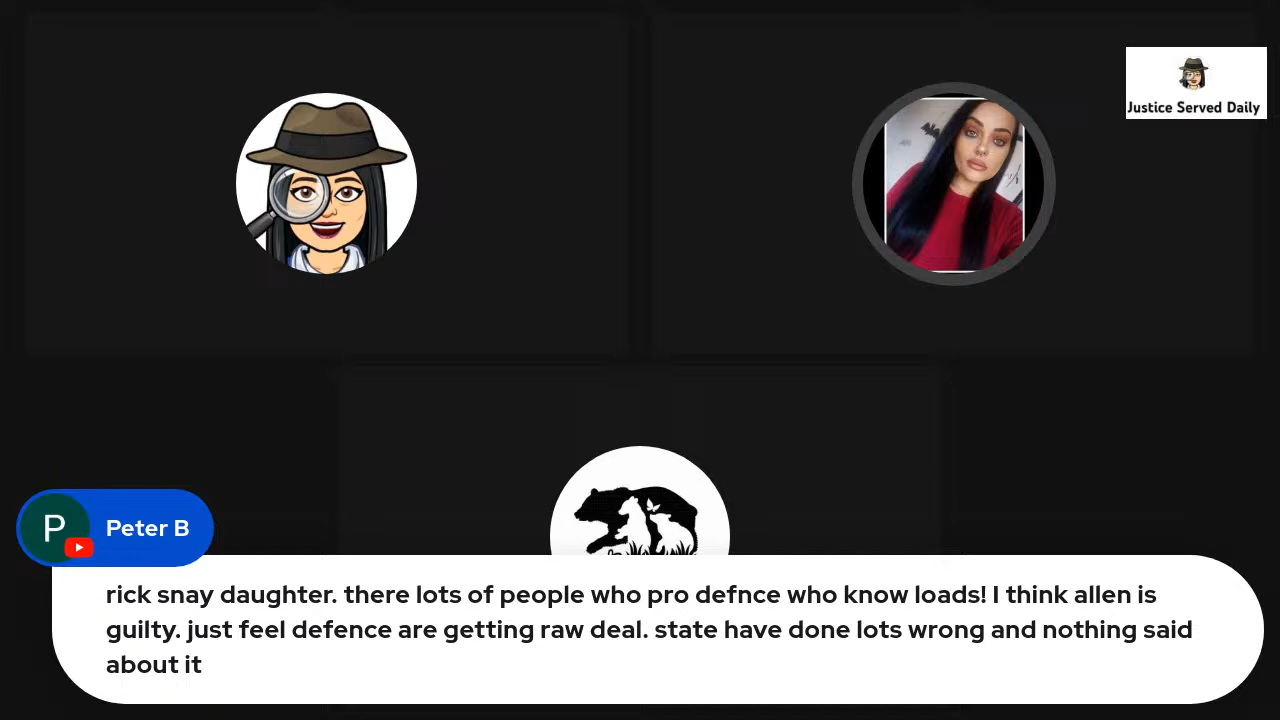 Justice Served Daily
P
Peter B
rick snay daughter. there lots of people who pro defnce who know loads! I think allen is
guilty. just feel defence are getting raw deal. state have done lots wrong and nothing said
about it